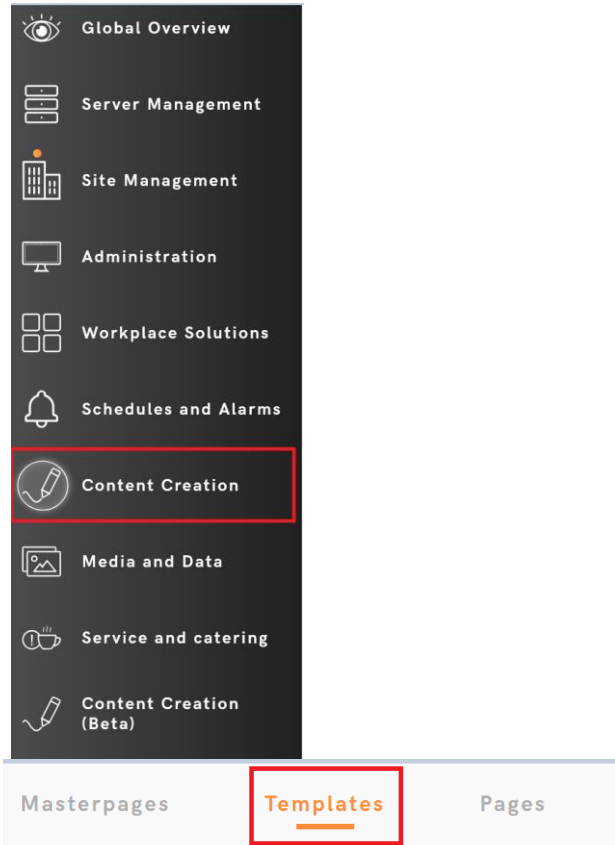 Global Overview
Server Management
Site Management
Administration
Workplace Solutions
Schedules and Alarms
Content Creation
Media and Data
Service and catering
Content Creation
(Beta)
Masterpages Templates Pages